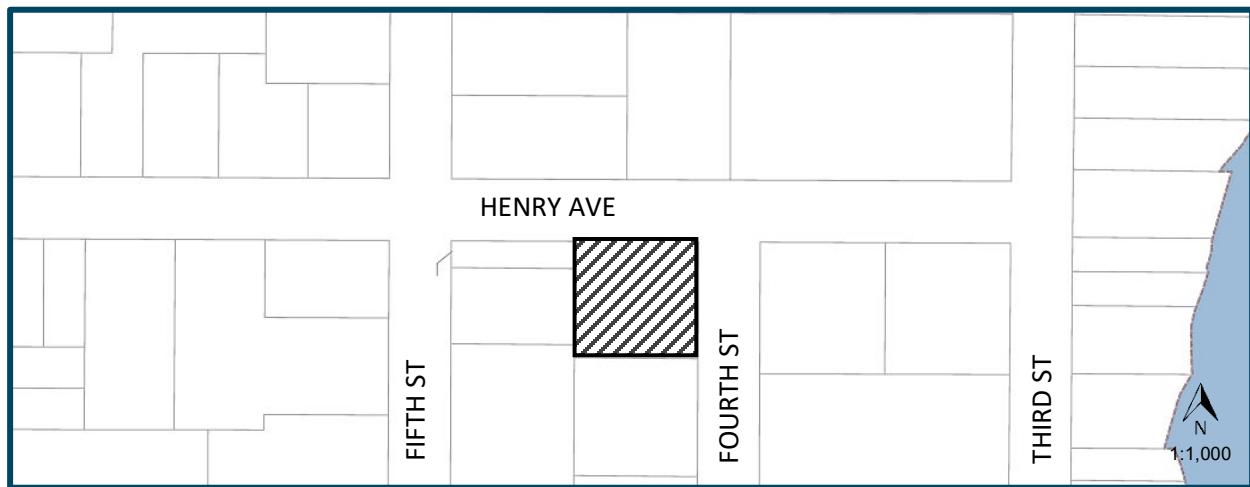 HENRY AVE
FIFTH ST
FOURTH ST
THIRD ST
N
1:1,000